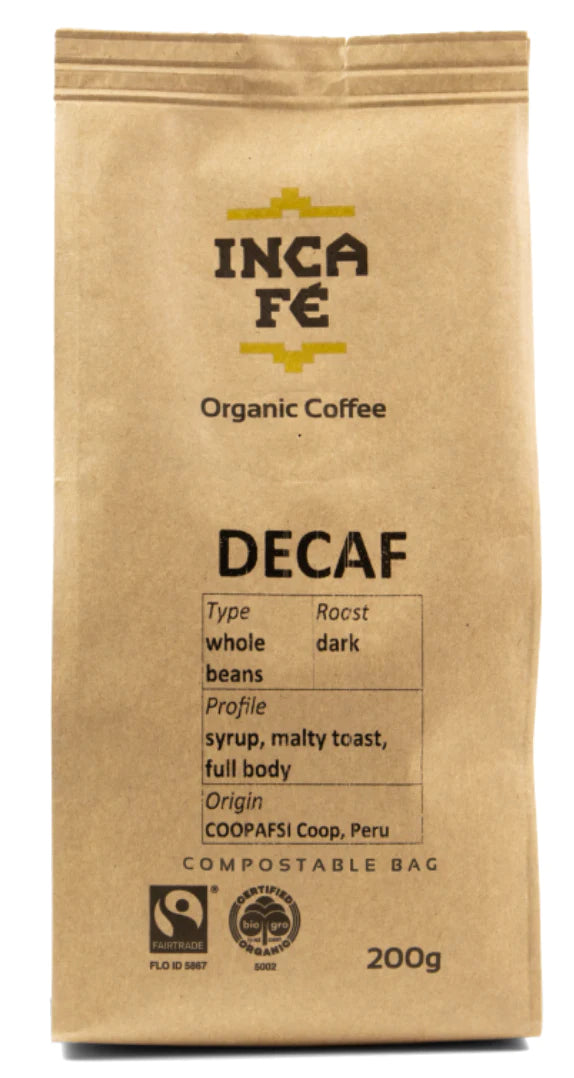 INCA
FÉ
Organic Coffee
DECAF
Type Roast
whole dark
beans
Profile
syrup, malty toast,
full body
Origin
COOPAFSI Coop, Peru
COMPOSTABLE BAG
®
FAIRTRADE
FLO ID 5867
CERTIFIED
bio gro
ORGANIC
5002
200g